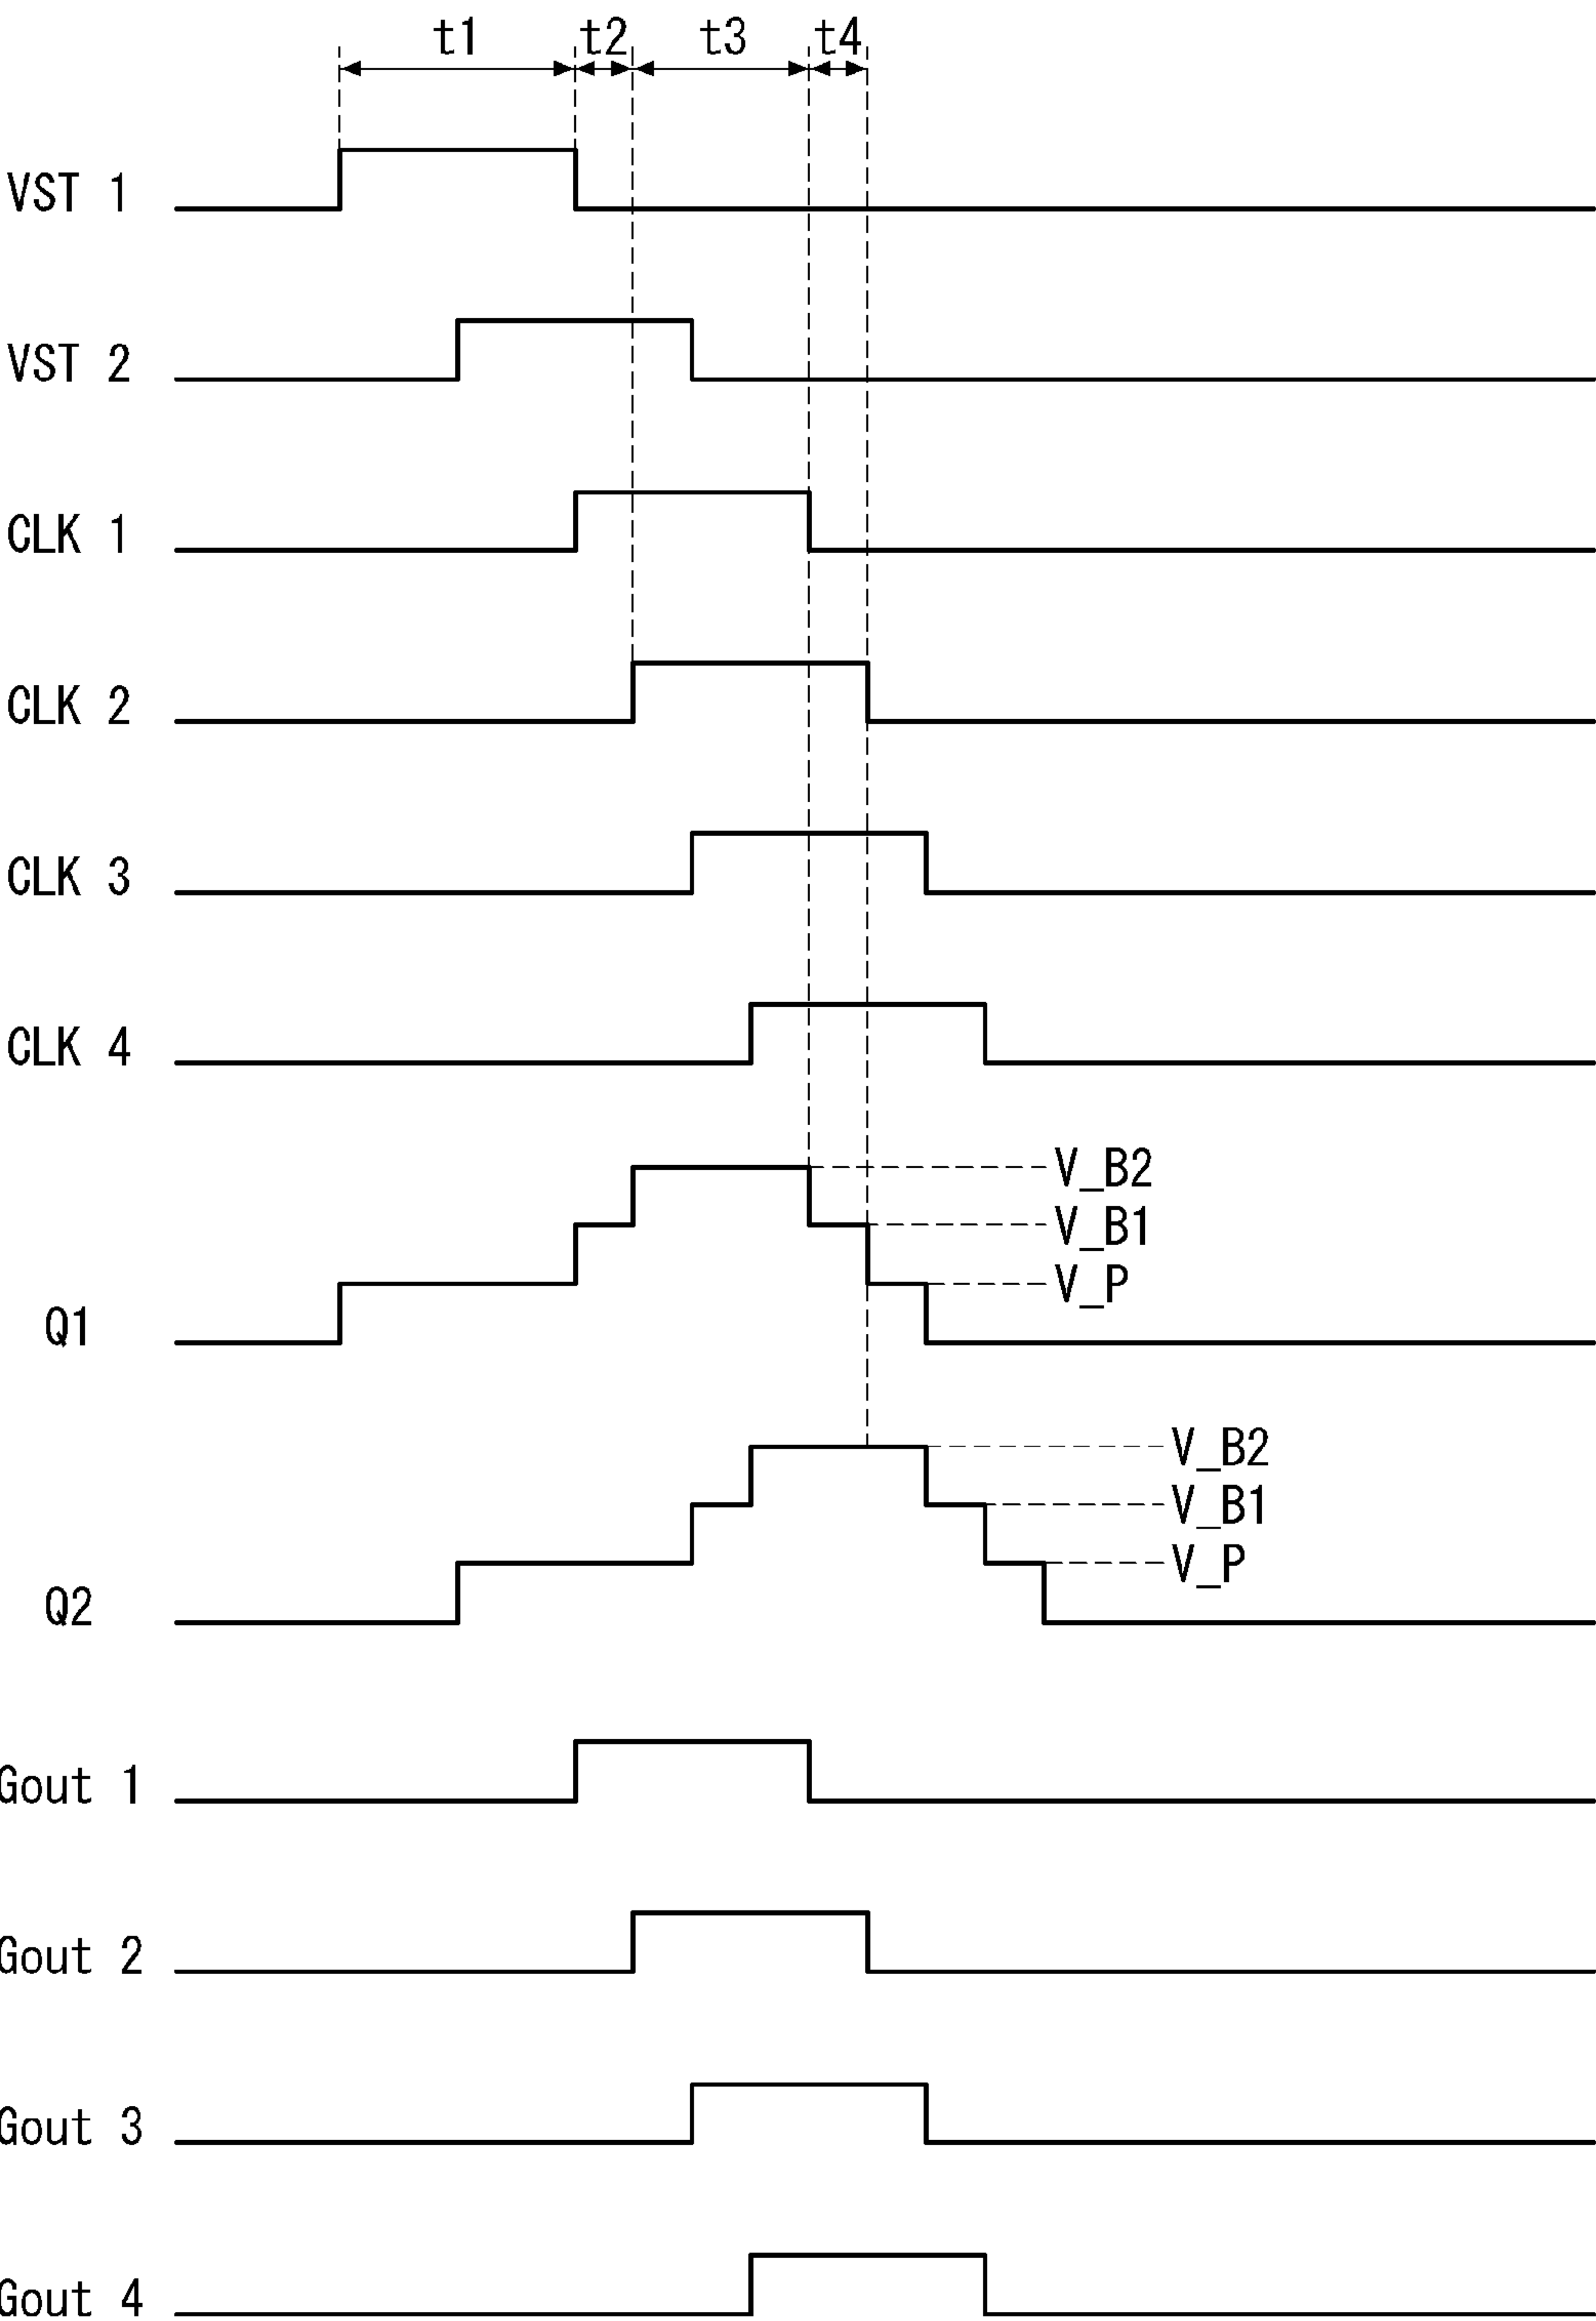 t1 t2 t3 t4
VST 1
VST 2
CLK 1
CLK 2
CLK 3
CLK 4
V_B2
V_B1
V_P
Q1
V_B2
V_B1
V_P
Q2
Gout 1
Gout 2
Gout 3
Gout 4